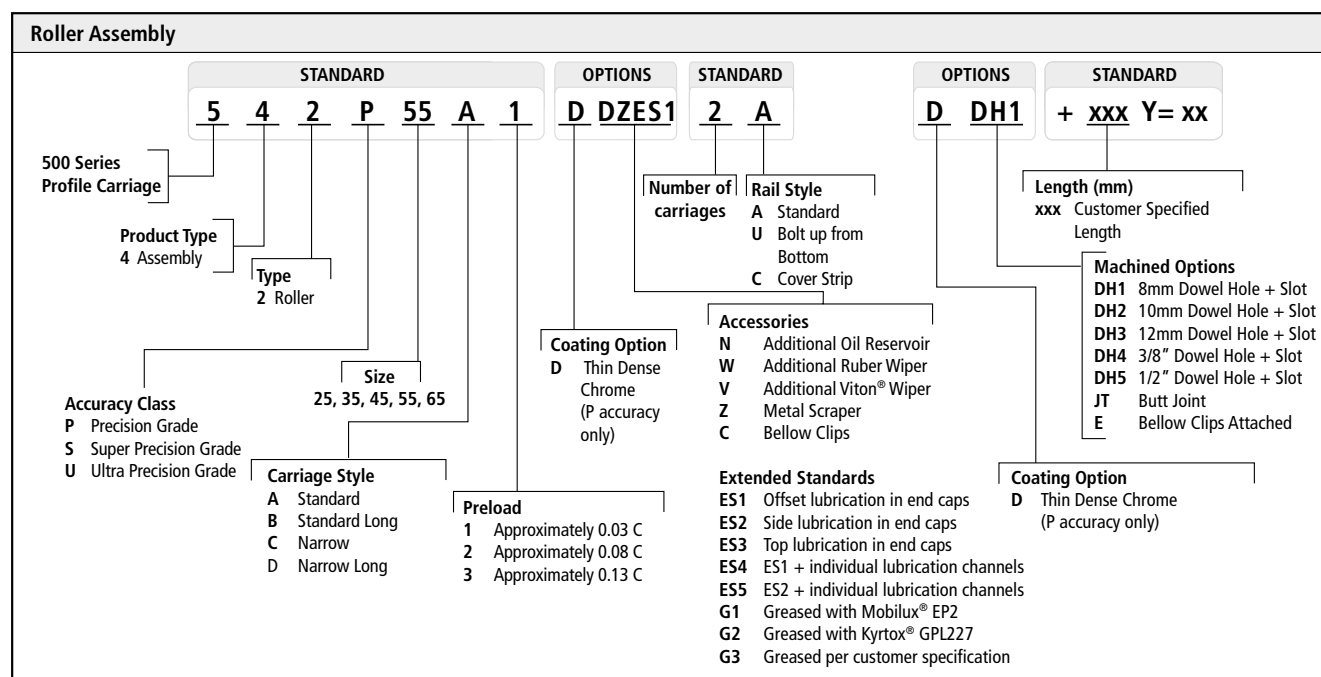 Roller Assembly
STANDARD OPTIONS STANDARD OPTIONS STANDARD
5 4 2 P 55 A 1 D DZES1 2 A D DH1 + xxx Y= xx
500 Series
Profile Carriage
Product Type
4 Assembly
Type
2 Roller
Accuracy Class
P Precision Grade
S Super Precision Grade
U Ultra Precision Grade
Size
25, 35, 45, 55, 65
Carriage Style
A Standard
B Standard Long
C Narrow
D Narrow Long
Preload
1 Approximately 0.03 C
2 Approximately 0.08 C
3 Approximately 0.13 C
Coating Option
D Thin Dense
Chrome
(P accuracy
only)
Number of
carriages
Rail Style
A Standard
U Bolt up from
Bottom
C Cover Strip
Accessories
N Additional Oil Reservoir
W Additional Ruber Wiper
V Additional Viton® Wiper
Z Metal Scraper
C Bellow Clips
Extended Standards
ES1 Offset lubrication in end caps
ES2 Side lubrication in end caps
ES3 Top lubrication in end caps
ES4 ES1 + individual lubrication channels
ES5 ES2 + individual lubrication channels
G1 Greased with Mobilux® EP2
G2 Greased with Kyrtox® GPL227
G3 Greased per customer specification
Length (mm)
xxx Customer Specified
Length
Machined Options
DH1 8mm Dowel Hole + Slot
DH2 10mm Dowel Hole + Slot
DH3 12mm Dowel Hole + Slot
DH4 3/8" Dowel Hole + Slot
DH5 1/2" Dowel Hole + Slot
JT Butt Joint
E Bellow Clips Attached
Coating Option
D Thin Dense Chrome
(P accuracy only)